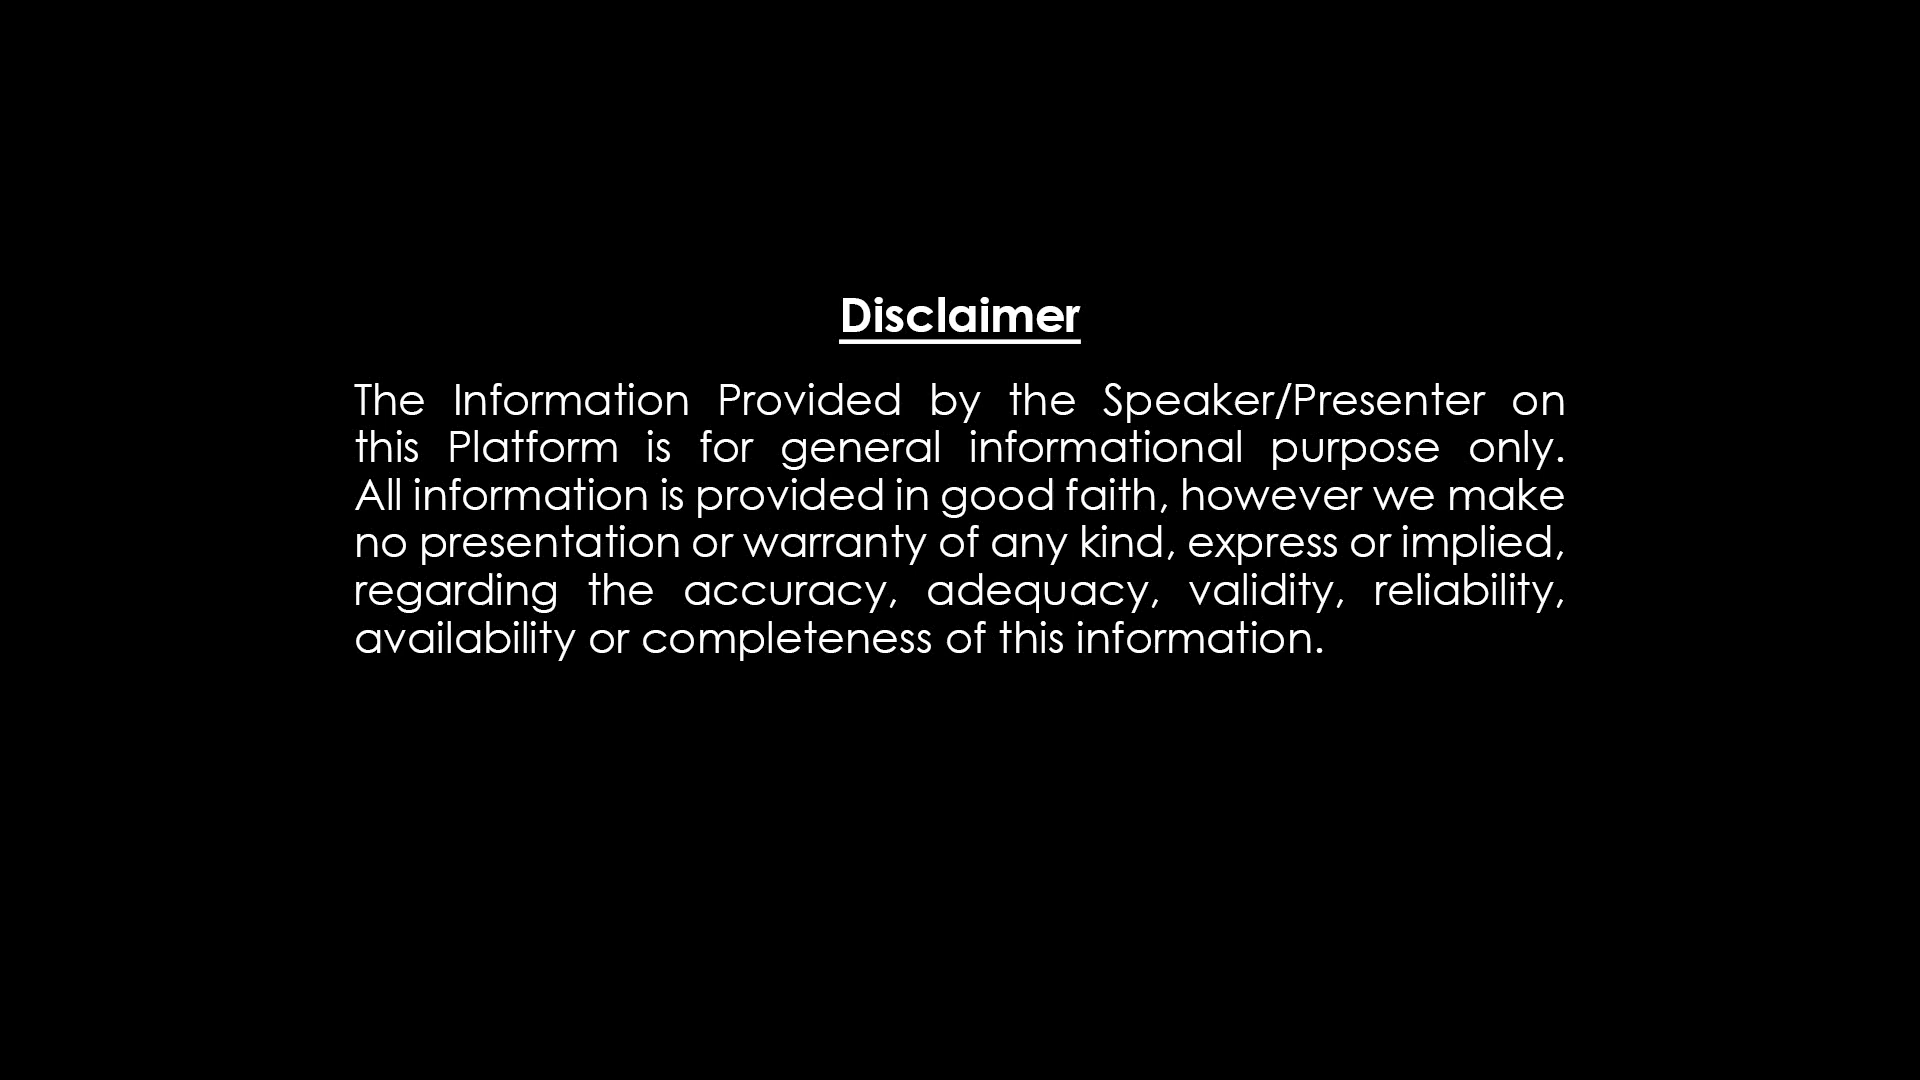 Disclaimer
The Information Provided by the Speaker/Presenter on
this Platform is for general informational purpose only.
All information is provided in good faith, however we make
no presentation or warranty of any kind, express or implied,
regarding the accuracy, adequacy, validity, reliability,
availability or completeness of this information.